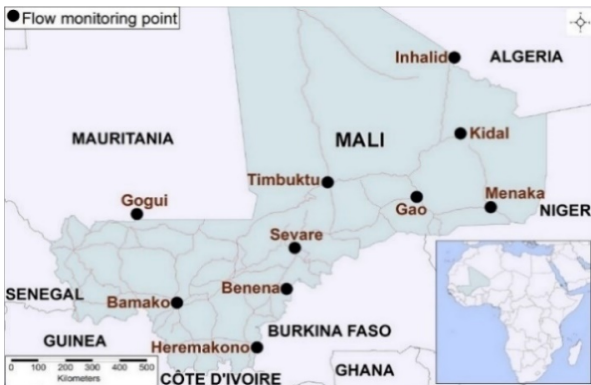 Flow monitoring point
Inhalid
ALGERIA
MAURITANIA
MALI
Kidal
Timbuktu
Gogui
Gao
Menaka
NIGER
Sevare
SENEGAL
Bamako
Benena
GUINEA
Heremakono
BURKINA FASO
GHANA
CÔTE D'IVOIRE
0 100 200 300 400 500
Kilometers